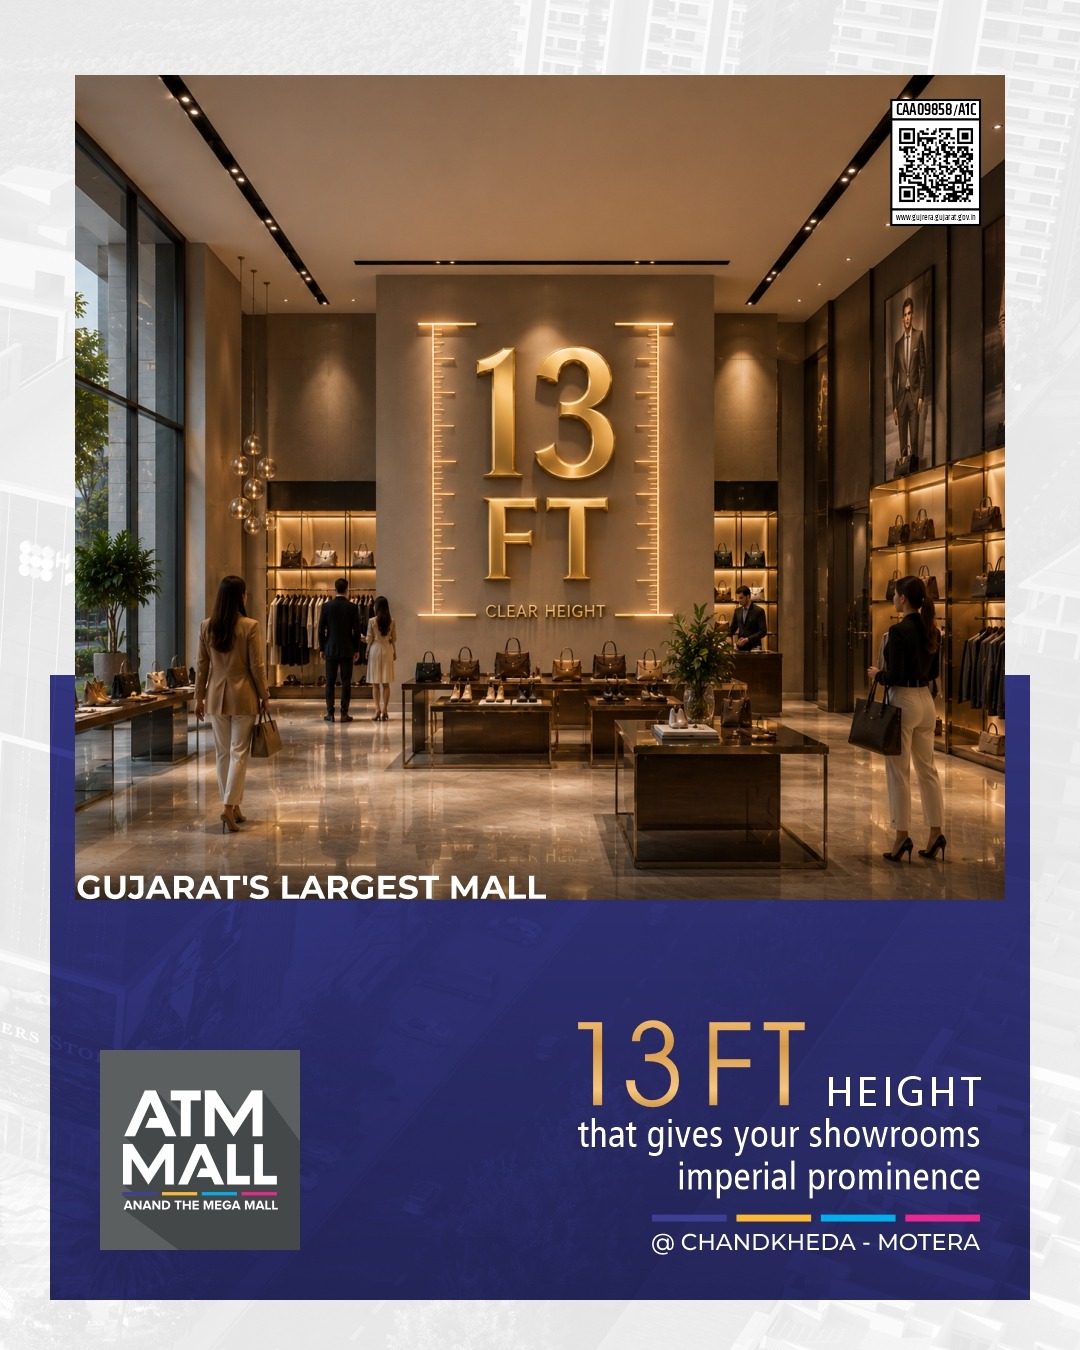 CAA09858/A1C
www.gujrera.gujarat.gov.in
13
FT
CLEAR HEIGHT
GUJARAT'S LARGEST MALL
13 FT HEIGHT
that gives your showrooms
imperial prominence
@ CHANDKHEDA - MOTERA
ATM
MALL
ANAND THE MEGA MALL